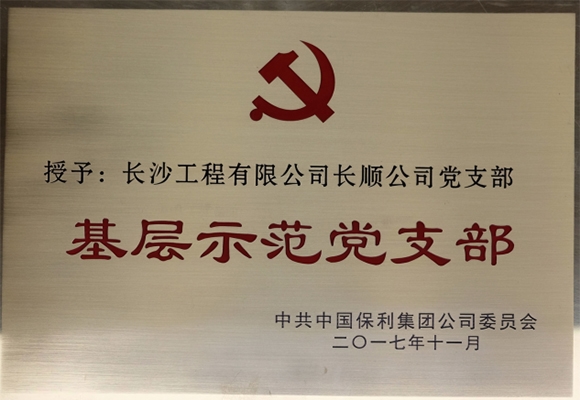 授予：长沙工程有限公司长顺公司党支部
基层示范党支部
中共中国保利集团公司委员会
二〇一七年十一月